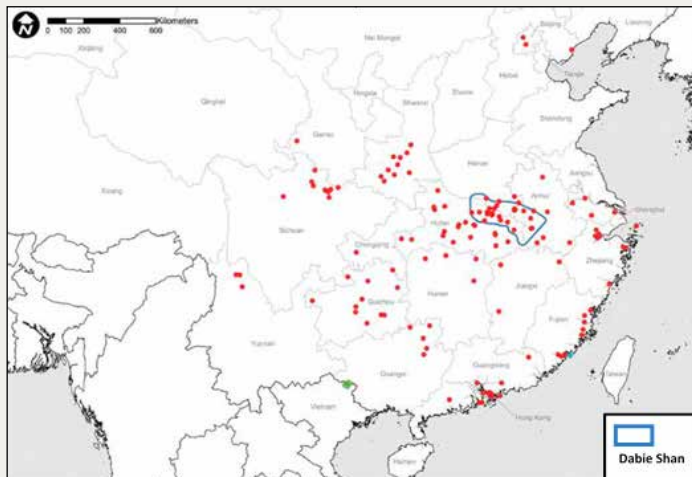 Kilometers
0 100 200 400 600
Beijing
Liaoning
Xinjiang
Nei Mongol
Tianjin
Hebei
Ningxia
Shanxi
Shandong
Qinghai
Gansu
Henan
Jiangsu
Anhui
Shanghai
Xizang
Sichuan
Hubei
Chongqing
Zhejiang
Hunan
Jiangxi
Guizhou
Fujian
Yunnan
Guangxi
Guangdong
Taiwan
Vietnam
Hong Kong
Hainan
Dabie Shan